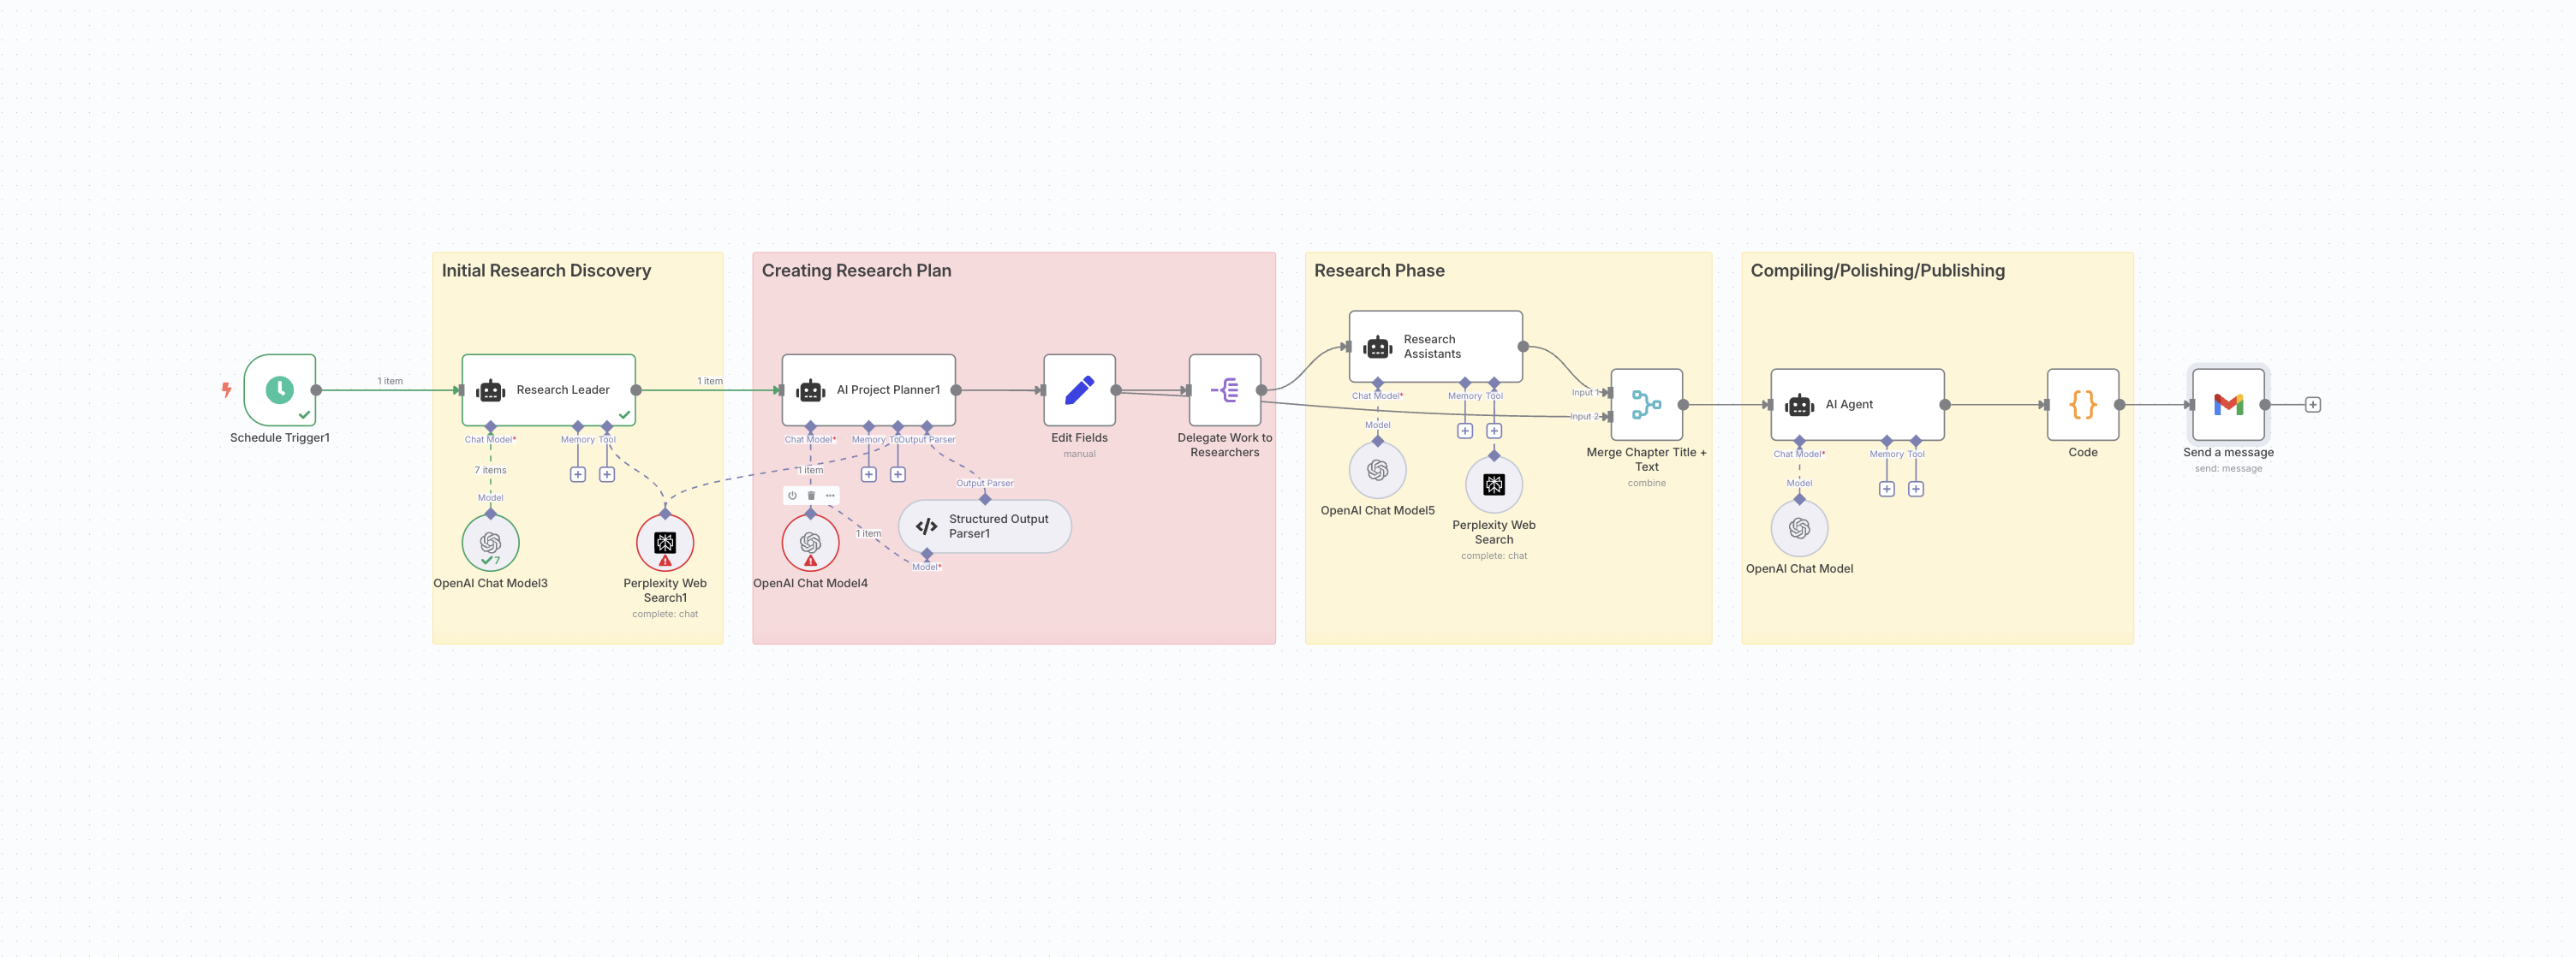 Initial Research Discovery
Creating Research Plan
Research Phase
Compiling/Polishing/Publishing
Schedule Trigger1
1 item
Research Leader
Chat Model*
Memory
Tool
7 items
Model
7
OpenAI Chat Model3
Perplexity Web
Search1
complete: chat
1 item
AI Project Planner1
Chat Model*
Memory
Output Parser
1 item
1 item
OpenAI Chat Model4
Output Parser
Structured Output
Parser1
Model*
Edit Fields
manual
Delegate Work to
Researchers
Research
Assistants
Chat Model*
Memory
Tool
Model
OpenAI Chat Model5
Perplexity Web
Search
complete: chat
Input 1
Input 2
Merge Chapter Title +
Text
combine
AI Agent
Chat Model*
Memory
Tool
Model
OpenAI Chat Model
{}
Code
Send a message
send: message